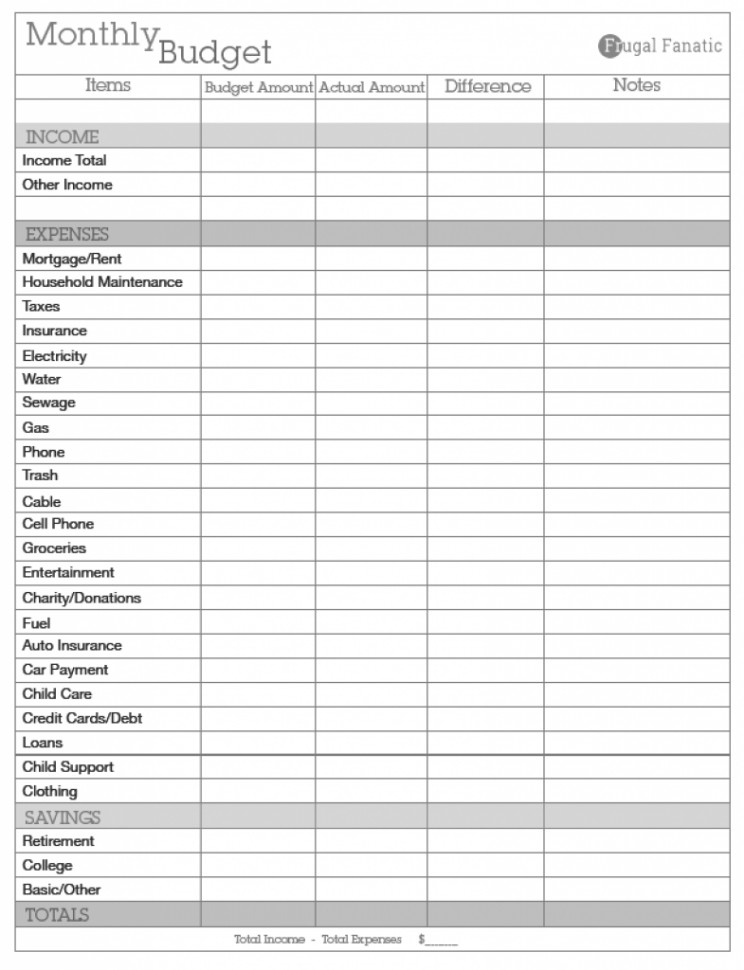 Monthly Budget
Frugal Fanatic
Items Budget Amount Actual Amount Difference Notes
INCOME
Income Total
Other Income
EXPENSES
Mortgage/Rent
Household Maintenance
Taxes
Insurance
Electricity
Water
Sewage
Gas
Phone
Trash
Cable
Cell Phone
Groceries
Entertainment
Charity/Donations
Fuel
Auto Insurance
Car Payment
Child Care
Credit Cards/Debt
Loans
Child Support
Clothing
SAVINGS
Retirement
College
Basic/Other
TOTALS
Total Income - Total Expenses $______